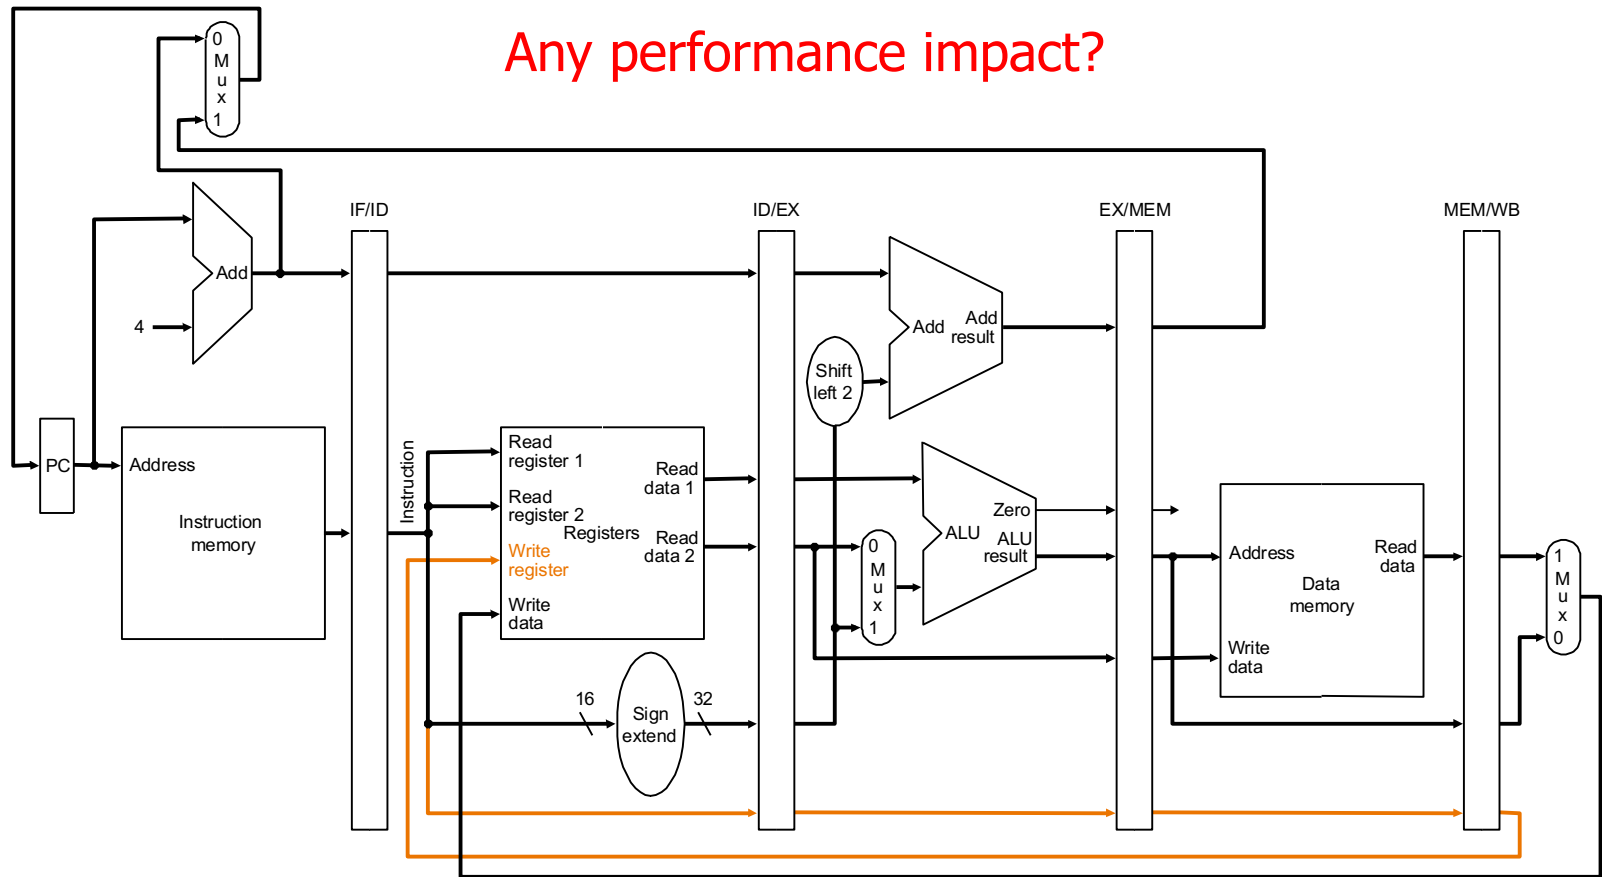 Any performance impact?
0
M
u
x
1
IF/ID
ID/EX
EX/MEM
MEM/WB
Add
4
Add
Add
result
Shift
left 2
PC
Address
Instruction
memory
Instruction
Read
register 1
Read
register 2
Write
register
Write
data
Registers
Read
data 1
Read
data 2
0
M
u
x
1
Zero
ALU
ALU
result
Address
Read
data
Data
memory
Write
data
1
M
u
x
0
16
Sign
extend
32